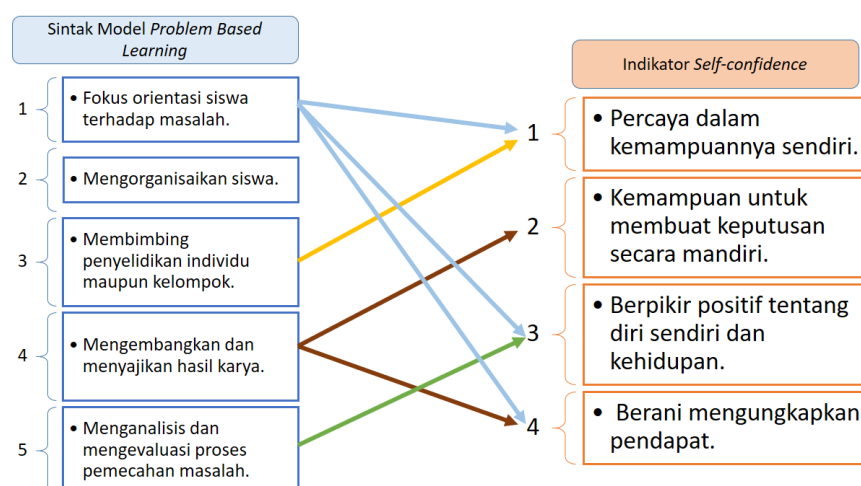 Sintak Model Problem Based
Learning
1
• Fokus orientasi siswa
terhadap masalah.
2
• Mengorganisaikan siswa.
3
• Membimbing
penyelidikan individu
maupun kelompok.
4
• Mengembangkan dan
menyajikan hasil karya.
5
• Menganalisis dan
mengevaluasi proses
pemecahan masalah.
Indikator Self-confidence
1
• Percaya dalam
kemampuannya sendiri.
2
• Kemampuan untuk
membuat keputusan
secara mandiri.
3
• Berpikir positif tentang
diri sendiri dan
kehidupan.
4
• Berani mengungkapkan
pendapat.